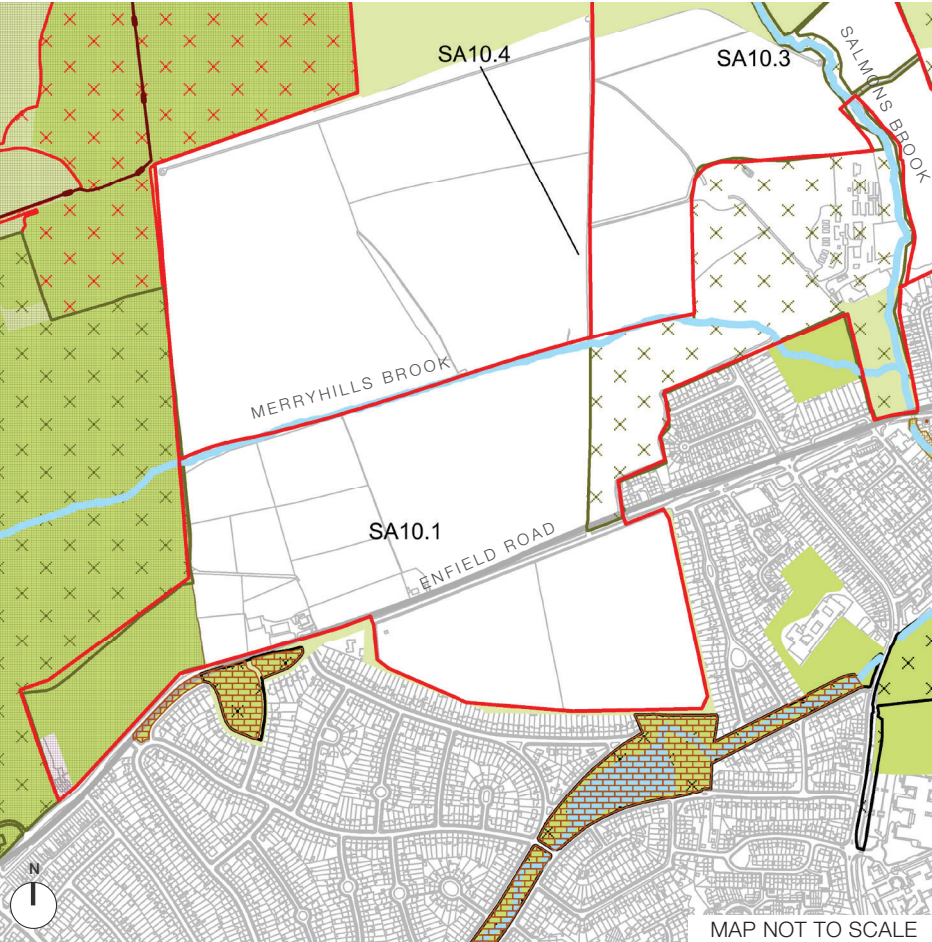 SA10.4
SA10.3
SALMONS BROOK
MERRYHILLS BROOK
SA10.1
ENFIELD ROAD
N
MAP NOT TO SCALE